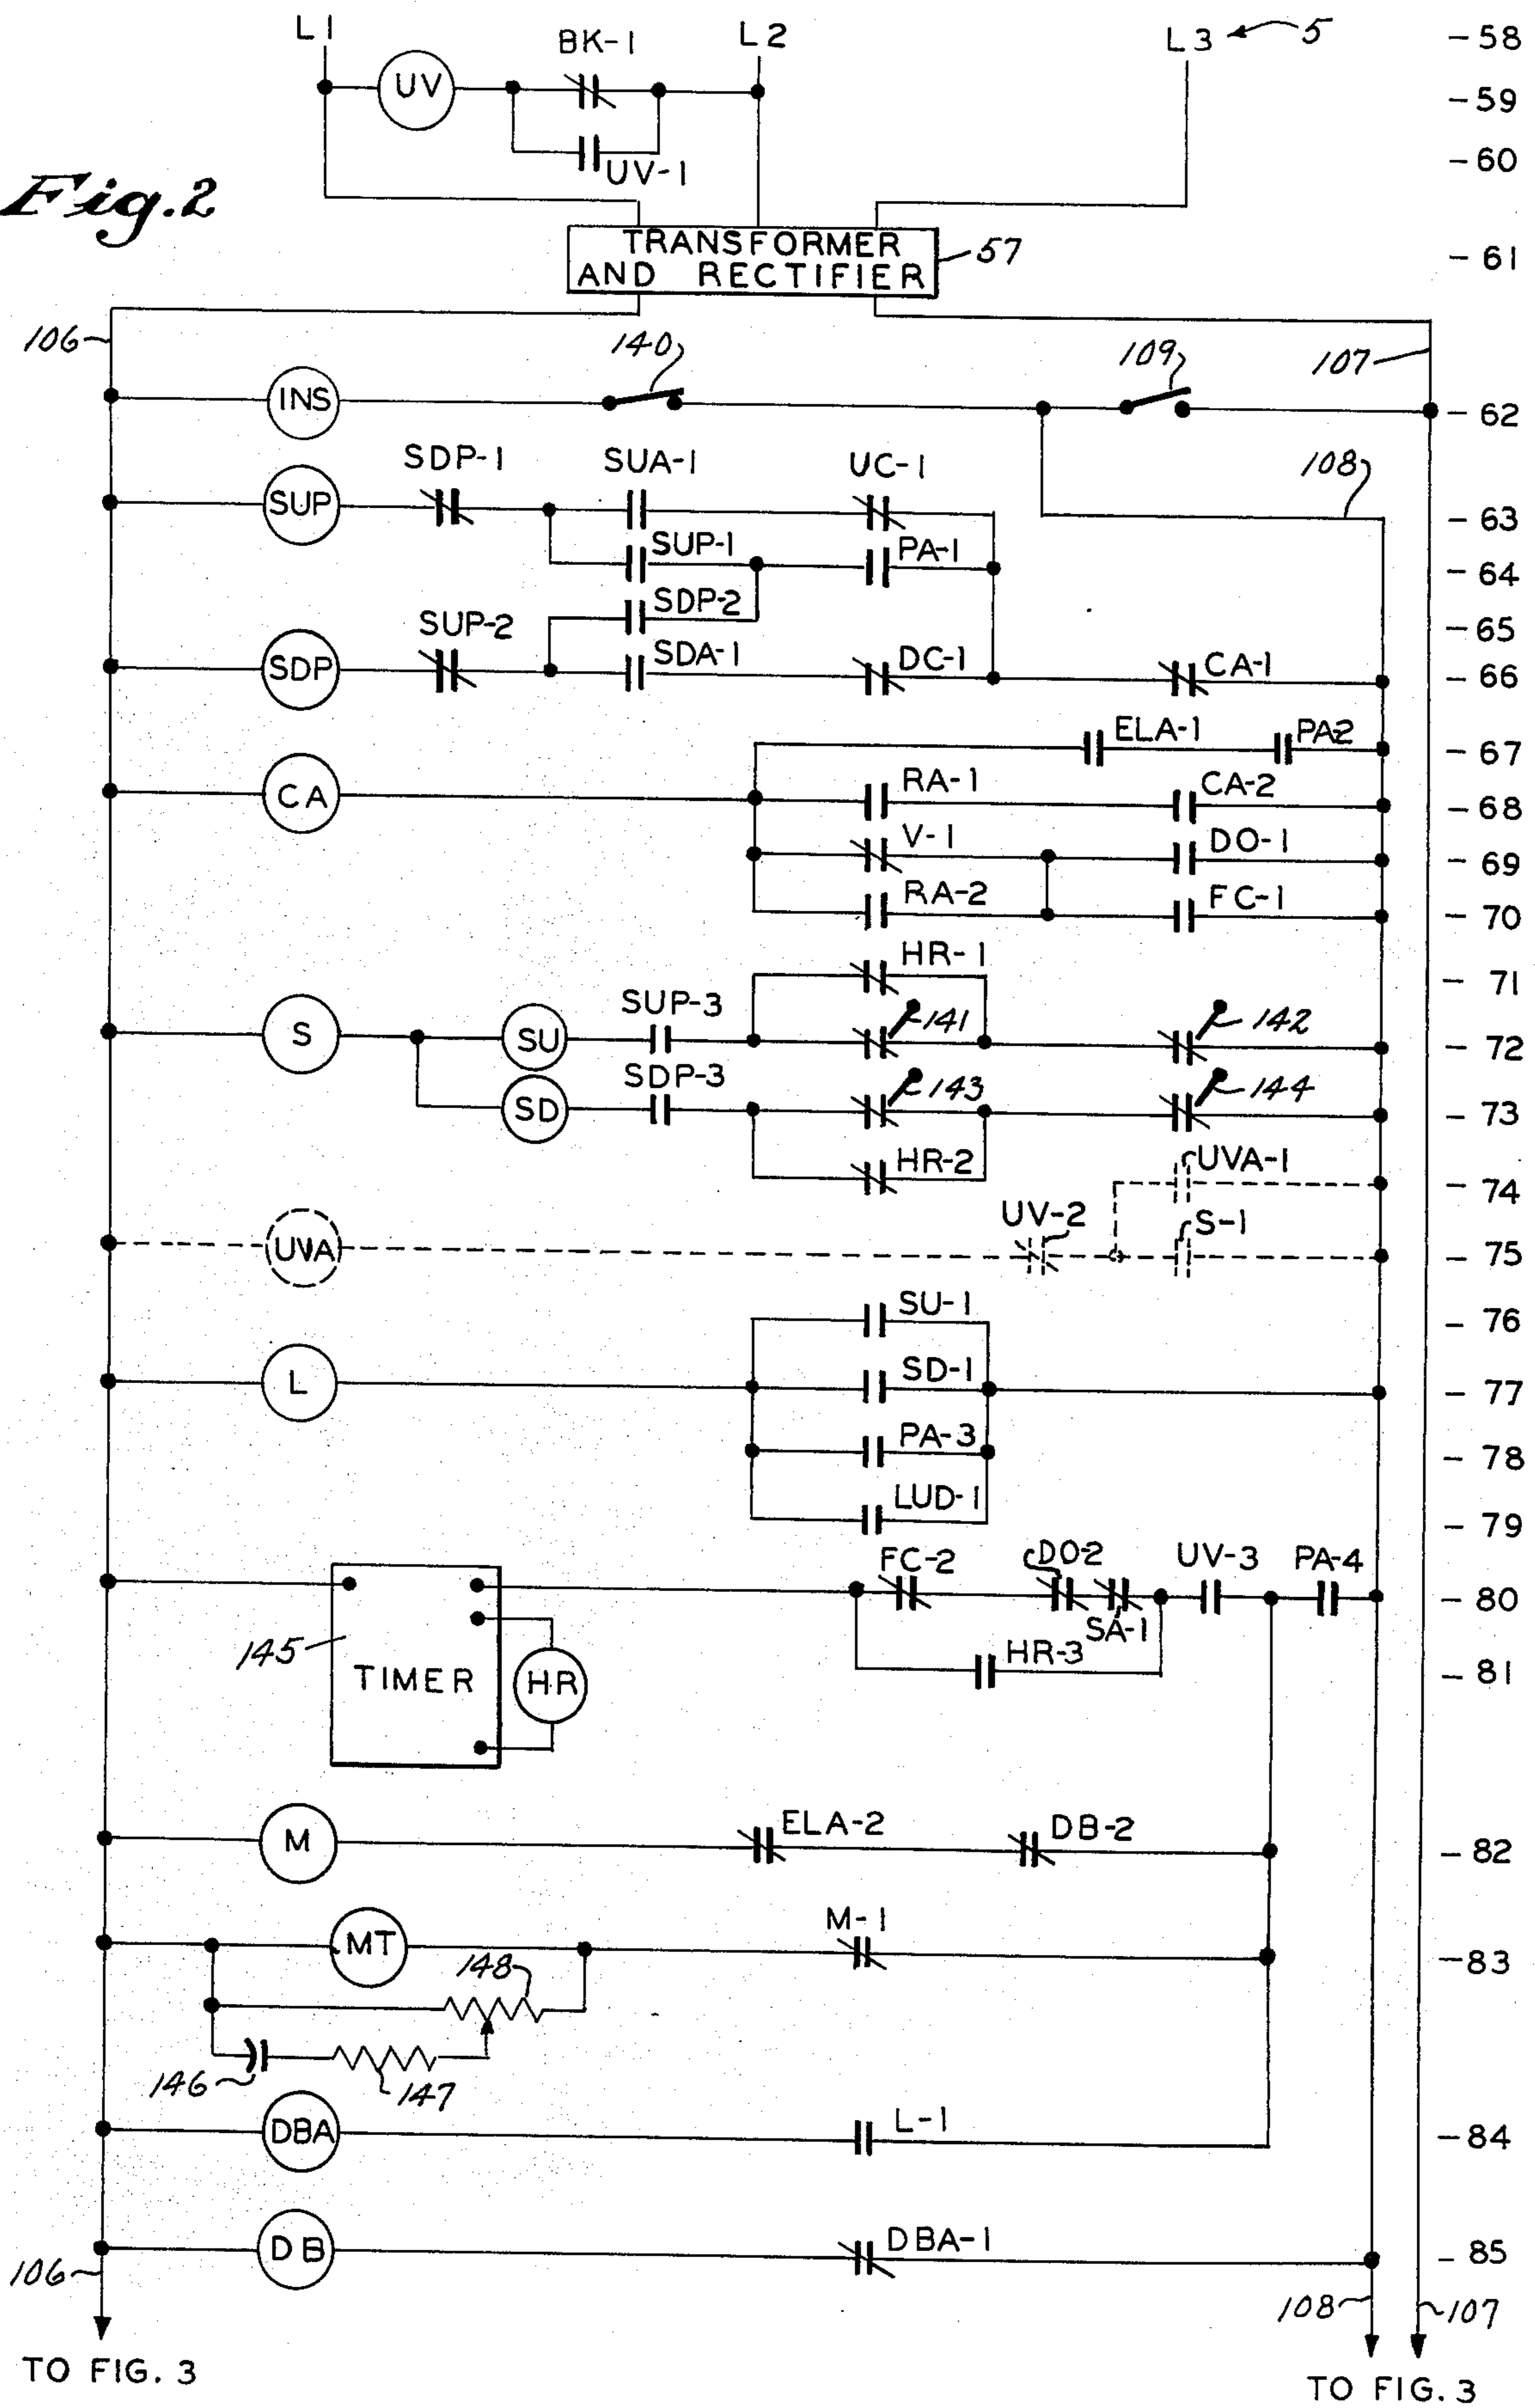 L1 BK-1 L2 L3 5 -58
UV -59
UV-1 -60
Fig.2
TRANSFORMER
AND RECTIFIER 57 -61
106 140 109 107
INS -62
SDP-1 SUA-1 UC-1 108
SUP -63
SUP-1 PA-1 -64
SUP-2 SDP-2 -65
SDP SDA-1 DC-1 CA-1 -66
ELA-1 PA2 -67
CA RA-1 CA-2 -68
V-1 DO-1 -69
RA-2 FC-1 -70
HR-1 -71
S SU SUP-3 141 142 -72
SD SDP-3 143 144 -73
HR-2 UVA-1 -74
UVA UV-2 S-1 -75
SU-1 -76
L SD-1 -77
PA-3 -78
LUD-1 -79
FC-2 DO-2 SA-1 UV-3 PA-4 -80
145 TIMER HR HR-3 -81
M ELA-2 DB-2 -82
MT M-1 -83
148
146 147
DBA L-1 -84
DB DBA-1 -85
106 108 107
TO FIG. 3 TO FIG. 3